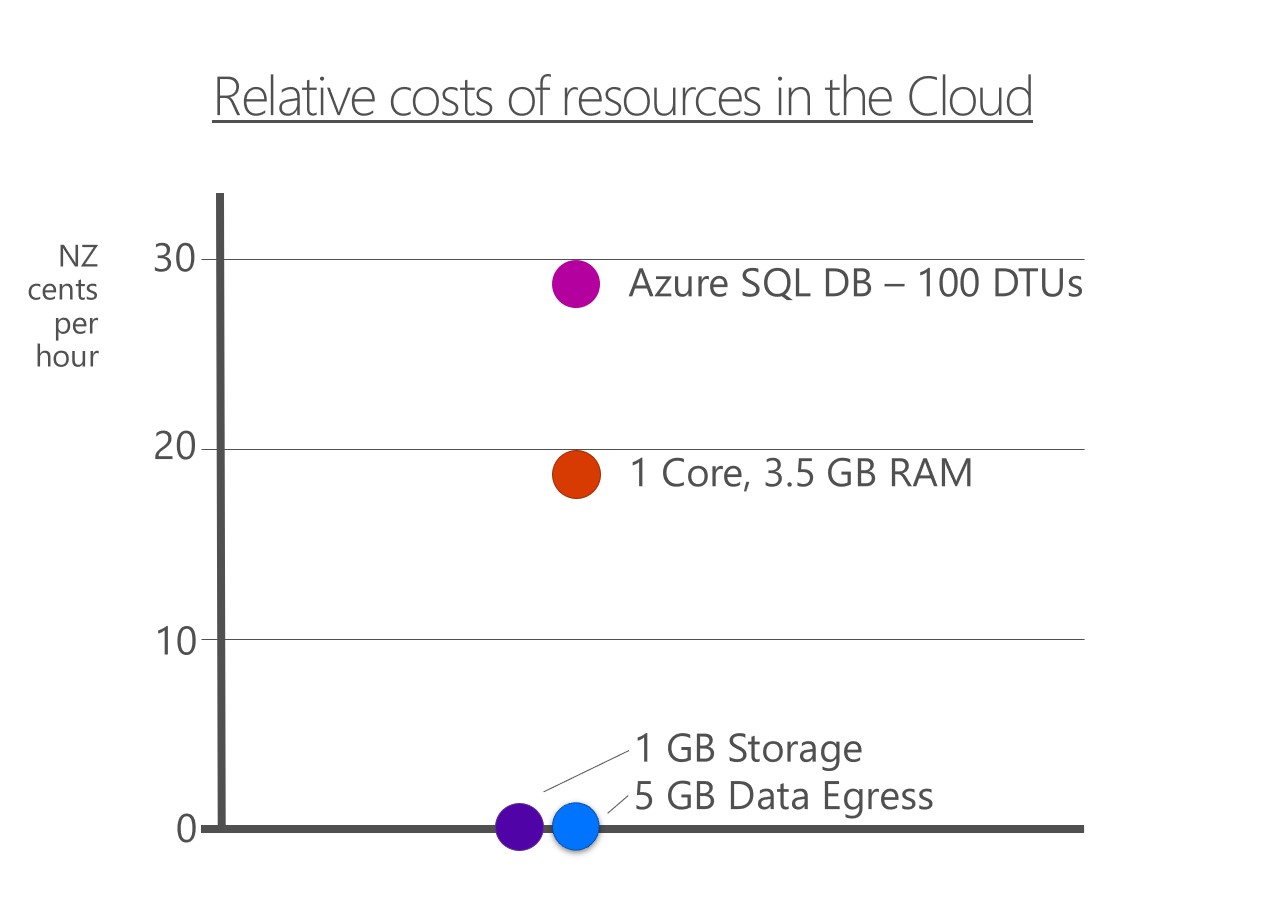 Relative costs of resources in the Cloud
NZ
cents
per
hour
30
Azure SQL DB – 100 DTUs
20
1 Core, 3.5 GB RAM
10
1 GB Storage
5 GB Data Egress
0